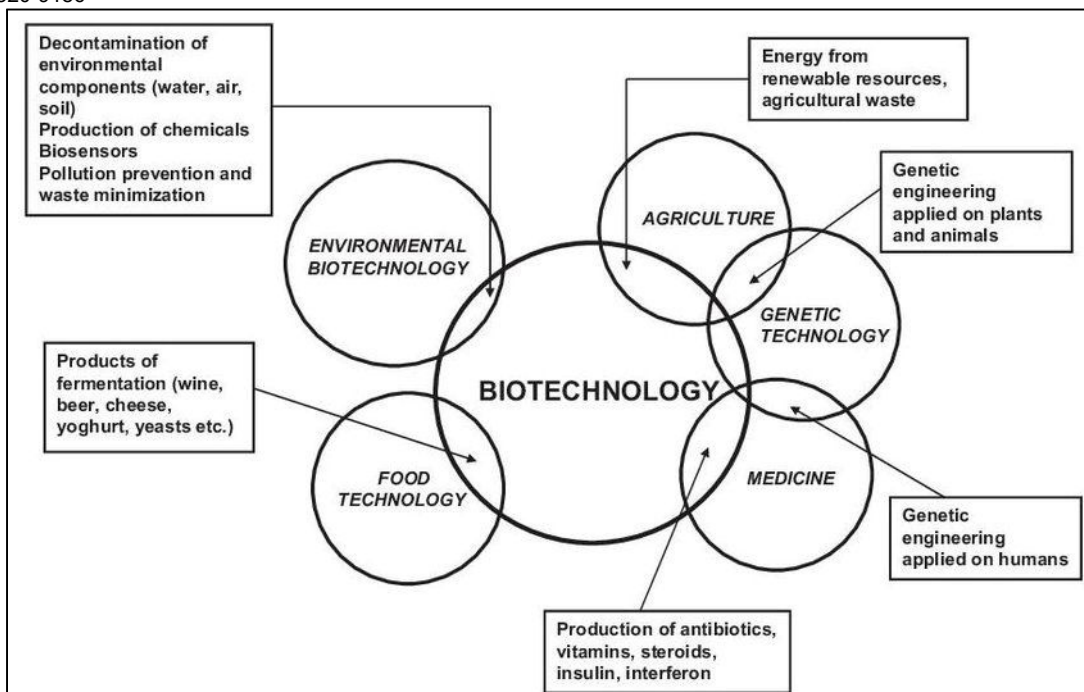 Decontamination of
environmental
components (water, air,
soil)
Production of chemicals
Biosensors
Pollution prevention and
waste minimization
Energy from
renewable resources,
agricultural waste
Genetic
engineering
applied on plants
and animals
AGRICULTURE
ENVIRONMENTAL
BIOTECHNOLOGY
GENETIC
TECHNOLOGY
Products of
fermentation (wine,
beer, cheese,
yoghurt, yeasts etc.)
BIOTECHNOLOGY
FOOD
TECHNOLOGY
MEDICINE
Genetic
engineering
applied on humans
Production of antibiotics,
vitamins, steroids,
insulin, interferon